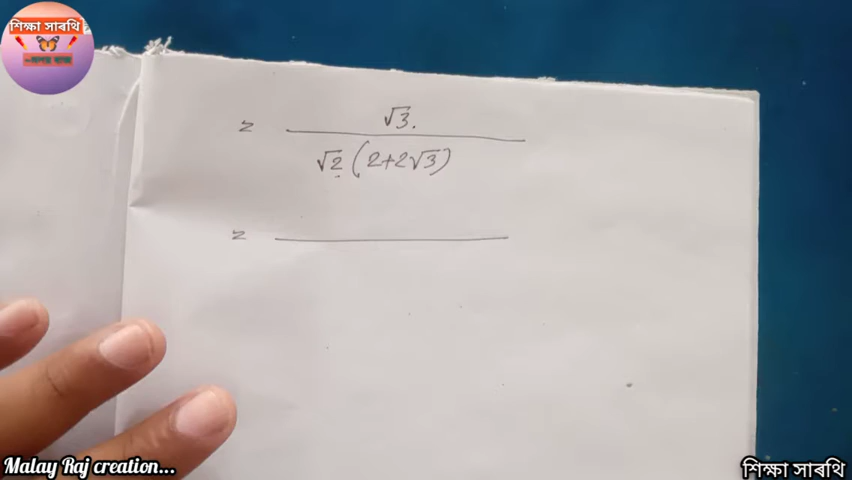 শিক্ষা সাৰথি
= √3.
√2 (2+2√3)
=
Malay Raj creation...
শিক্ষা সাৰথি